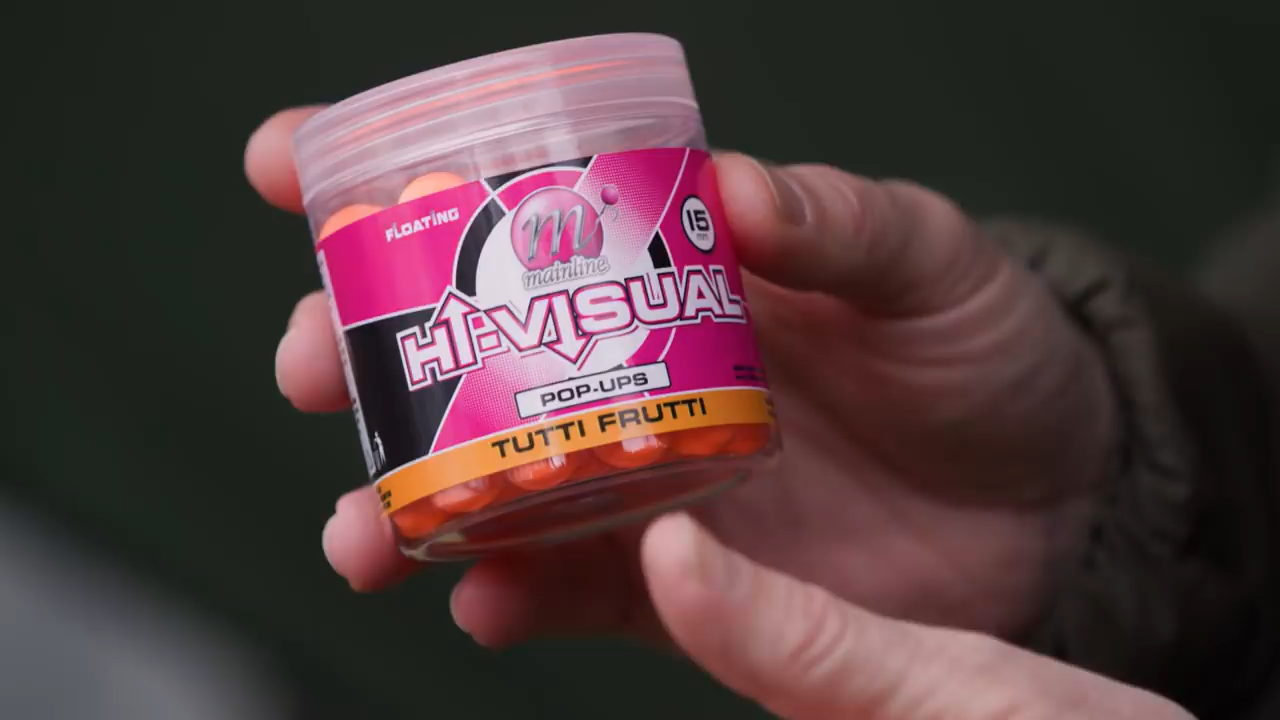 FLOATING
m
mainline
15
mm
HI-VISUAL
POP-UPS
TUTTI FRUTTI